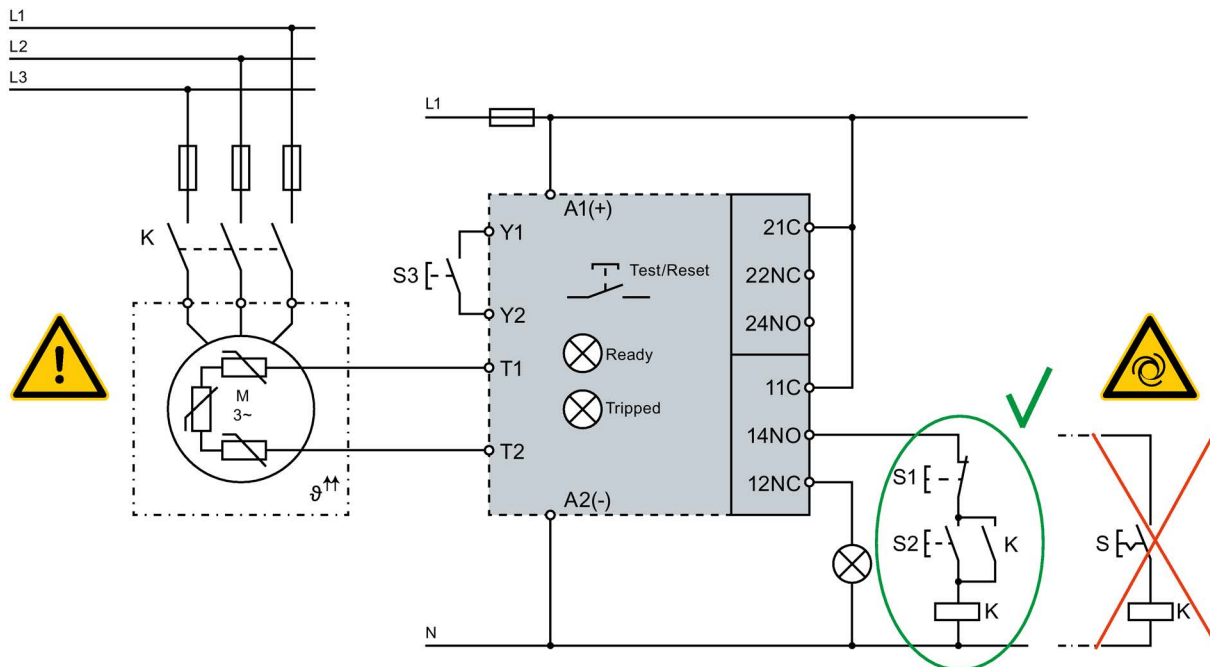 L1
L2
L3
K
M
3~
ϑ
L1
A1(+)
Y1
S3
Y2
T1
T2
A2(-)
Test/Reset
Ready
Tripped
21C
22NC
24NO
11C
14NO
12NC
S1
S2
K
K
S
K
N